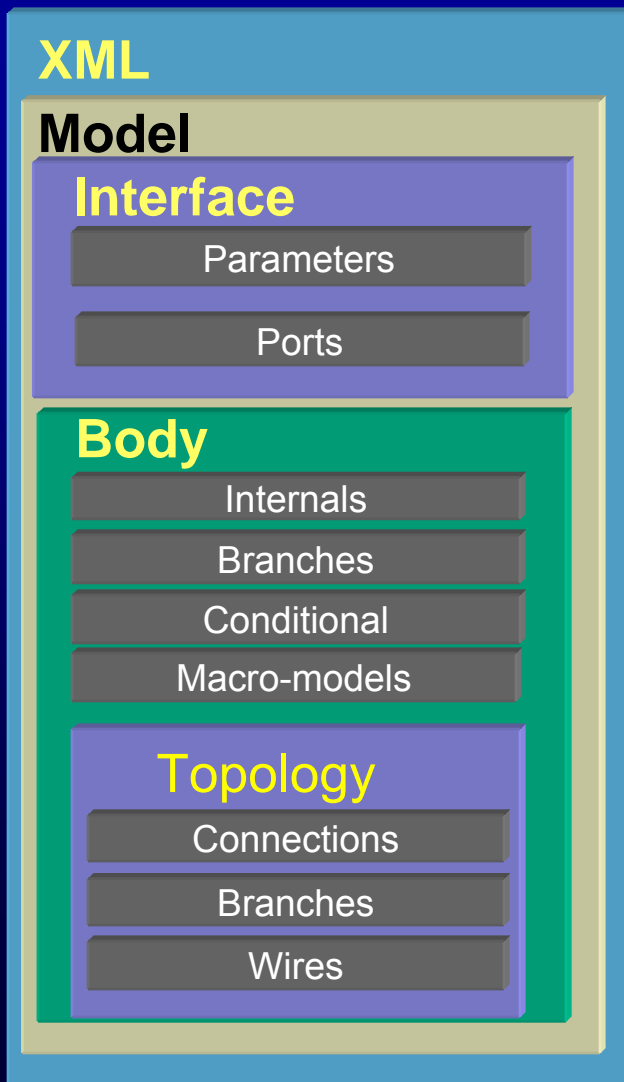 XML
Model
Interface
Parameters
Ports
Body
Internals
Branches
Conditional
Macro-models
Topology
Connections
Branches
Wires